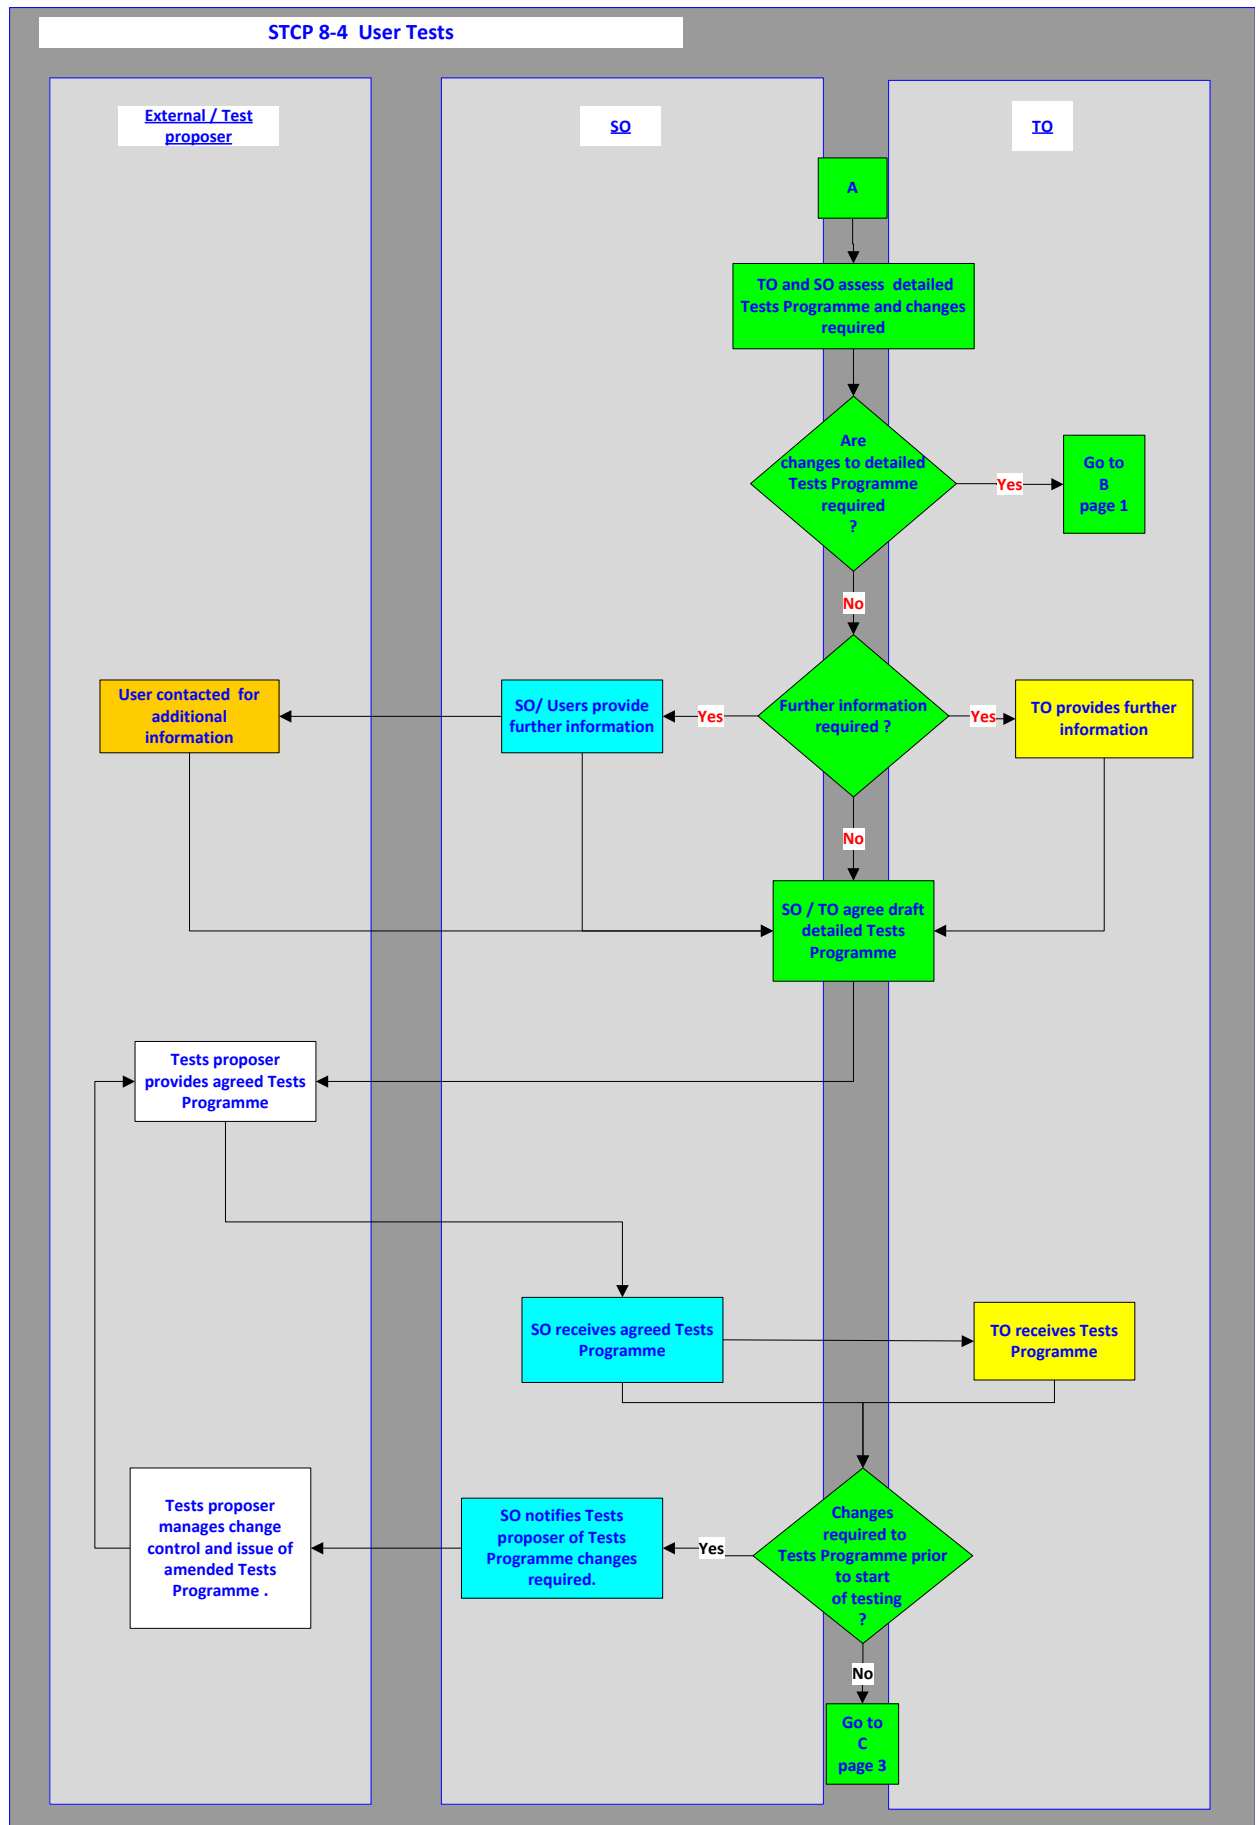 STCP 8-4  User Tests
External / Test
proposer
SO
TO
A
TO and SO assess  detailed
Tests Programme and changes
required
Are
changes to detailed
Tests Programme
required
?
Yes
Go to
B
page 1
No
User contacted  for
additional
information
SO/ Users provide
further information
Yes
Further information
required ?
Yes
TO provides further
information
No
SO / TO agree draft
detailed Tests
Programme
Tests proposer
provides agreed Tests
Programme
SO receives agreed Tests
Programme
TO receives Tests
Programme
Tests proposer
manages change
control and issue of
amended Tests
Programme .
SO notifies Tests
proposer of Tests
Programme changes
required.
Yes
Changes
required to
Tests Programme prior
to start
of testing
?
No
Go to
C
page 3